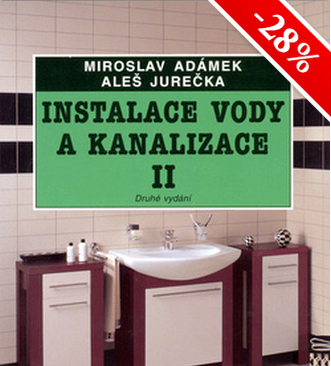 -28%
MIROSLAV ADÁMEK
ALEŠ JUREČKA
INSTALACE VODY
A KANALIZACE
II
Druhé vydání